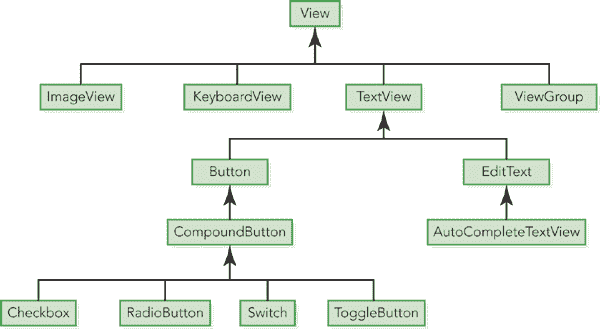 View
ImageView
KeyboardView
TextView
ViewGroup
Button
EditText
CompoundButton
AutoCompleteTextView
Checkbox
RadioButton
Switch
ToggleButton